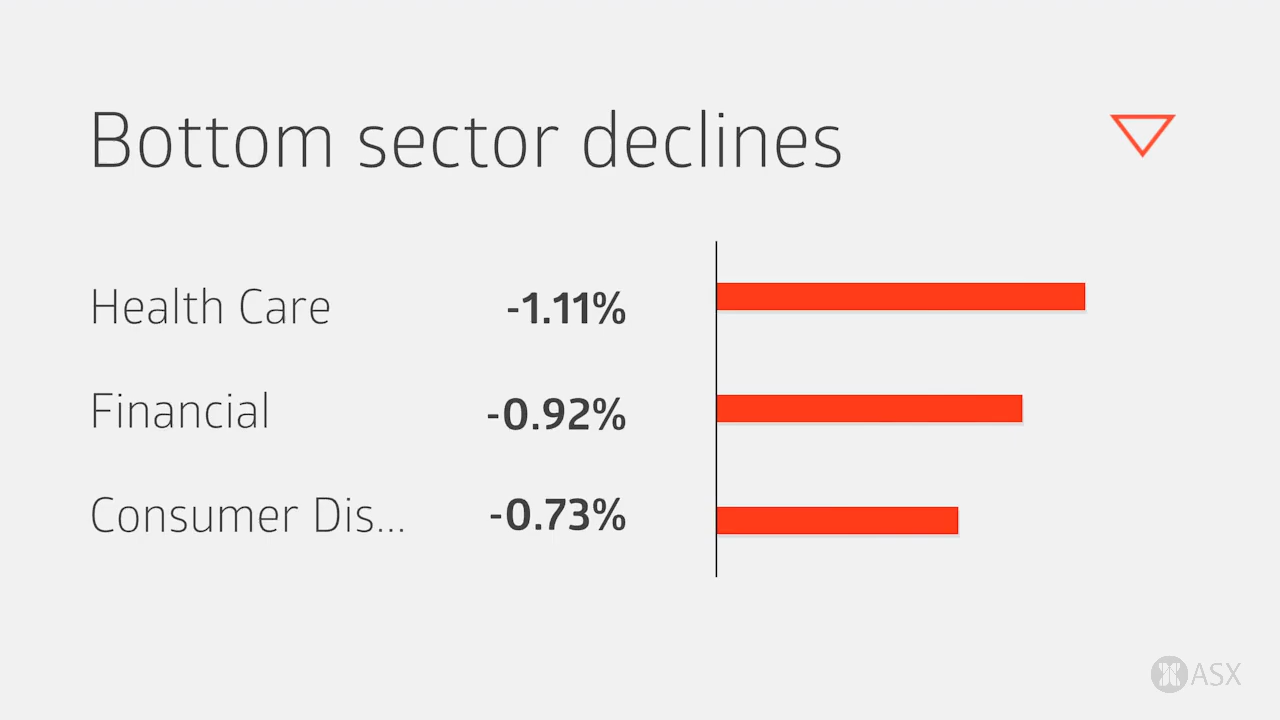 Bottom sector declines
Health Care -1.11%
Financial -0.92%
Consumer Dis... -0.73%
ASX